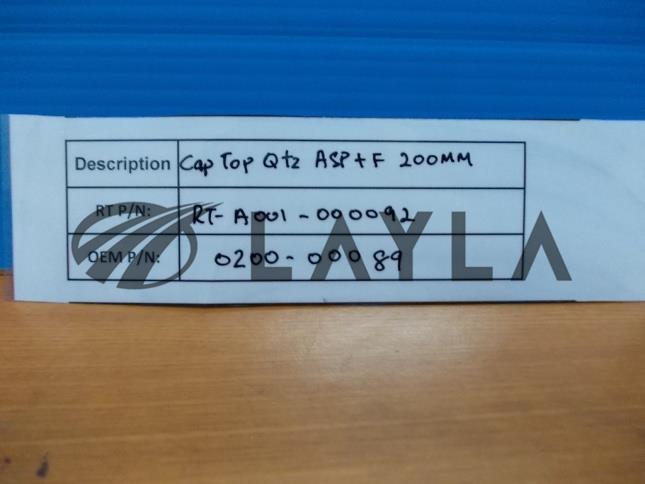 Description Cap Top Qtz ASP+F 200MM
RT P/N: RT-A001-000092
OEM P/N: 0200-00089
LAYLA